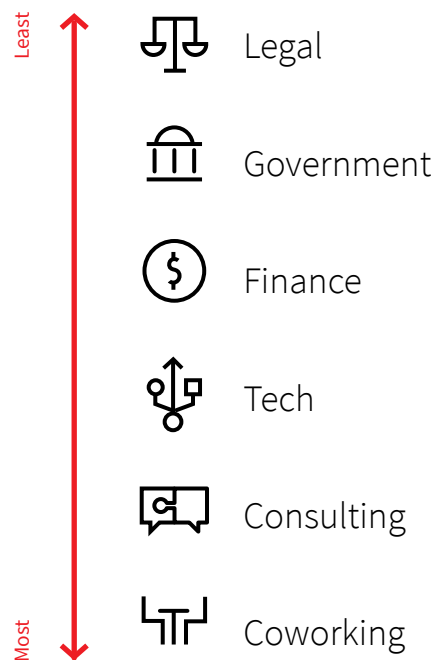 Least
Legal
Government
Finance
Tech
Consulting
Coworking
Most